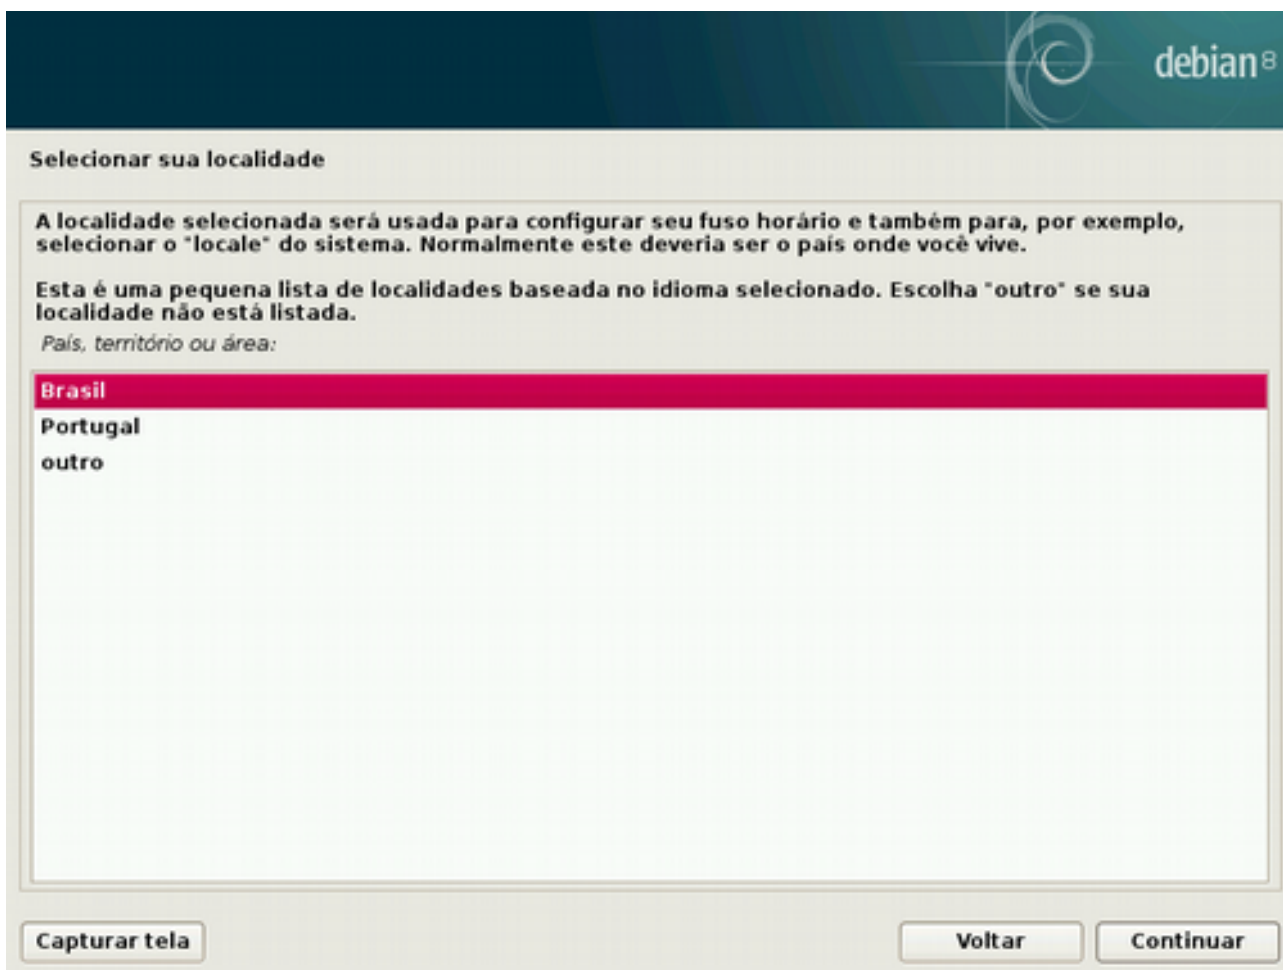 debian 8
Selecionar sua localidade
A localidade selecionada será usada para configurar seu fuso horário e também para, por exemplo,
selecionar o "locale" do sistema. Normalmente este deveria ser o país onde você vive.
Esta é uma pequena lista de localidades baseada no idioma selecionado. Escolha "outro" se sua
localidade não está listada.
País, território ou área:
Brasil
Portugal
outro
Capturar tela
Voltar
Continuar